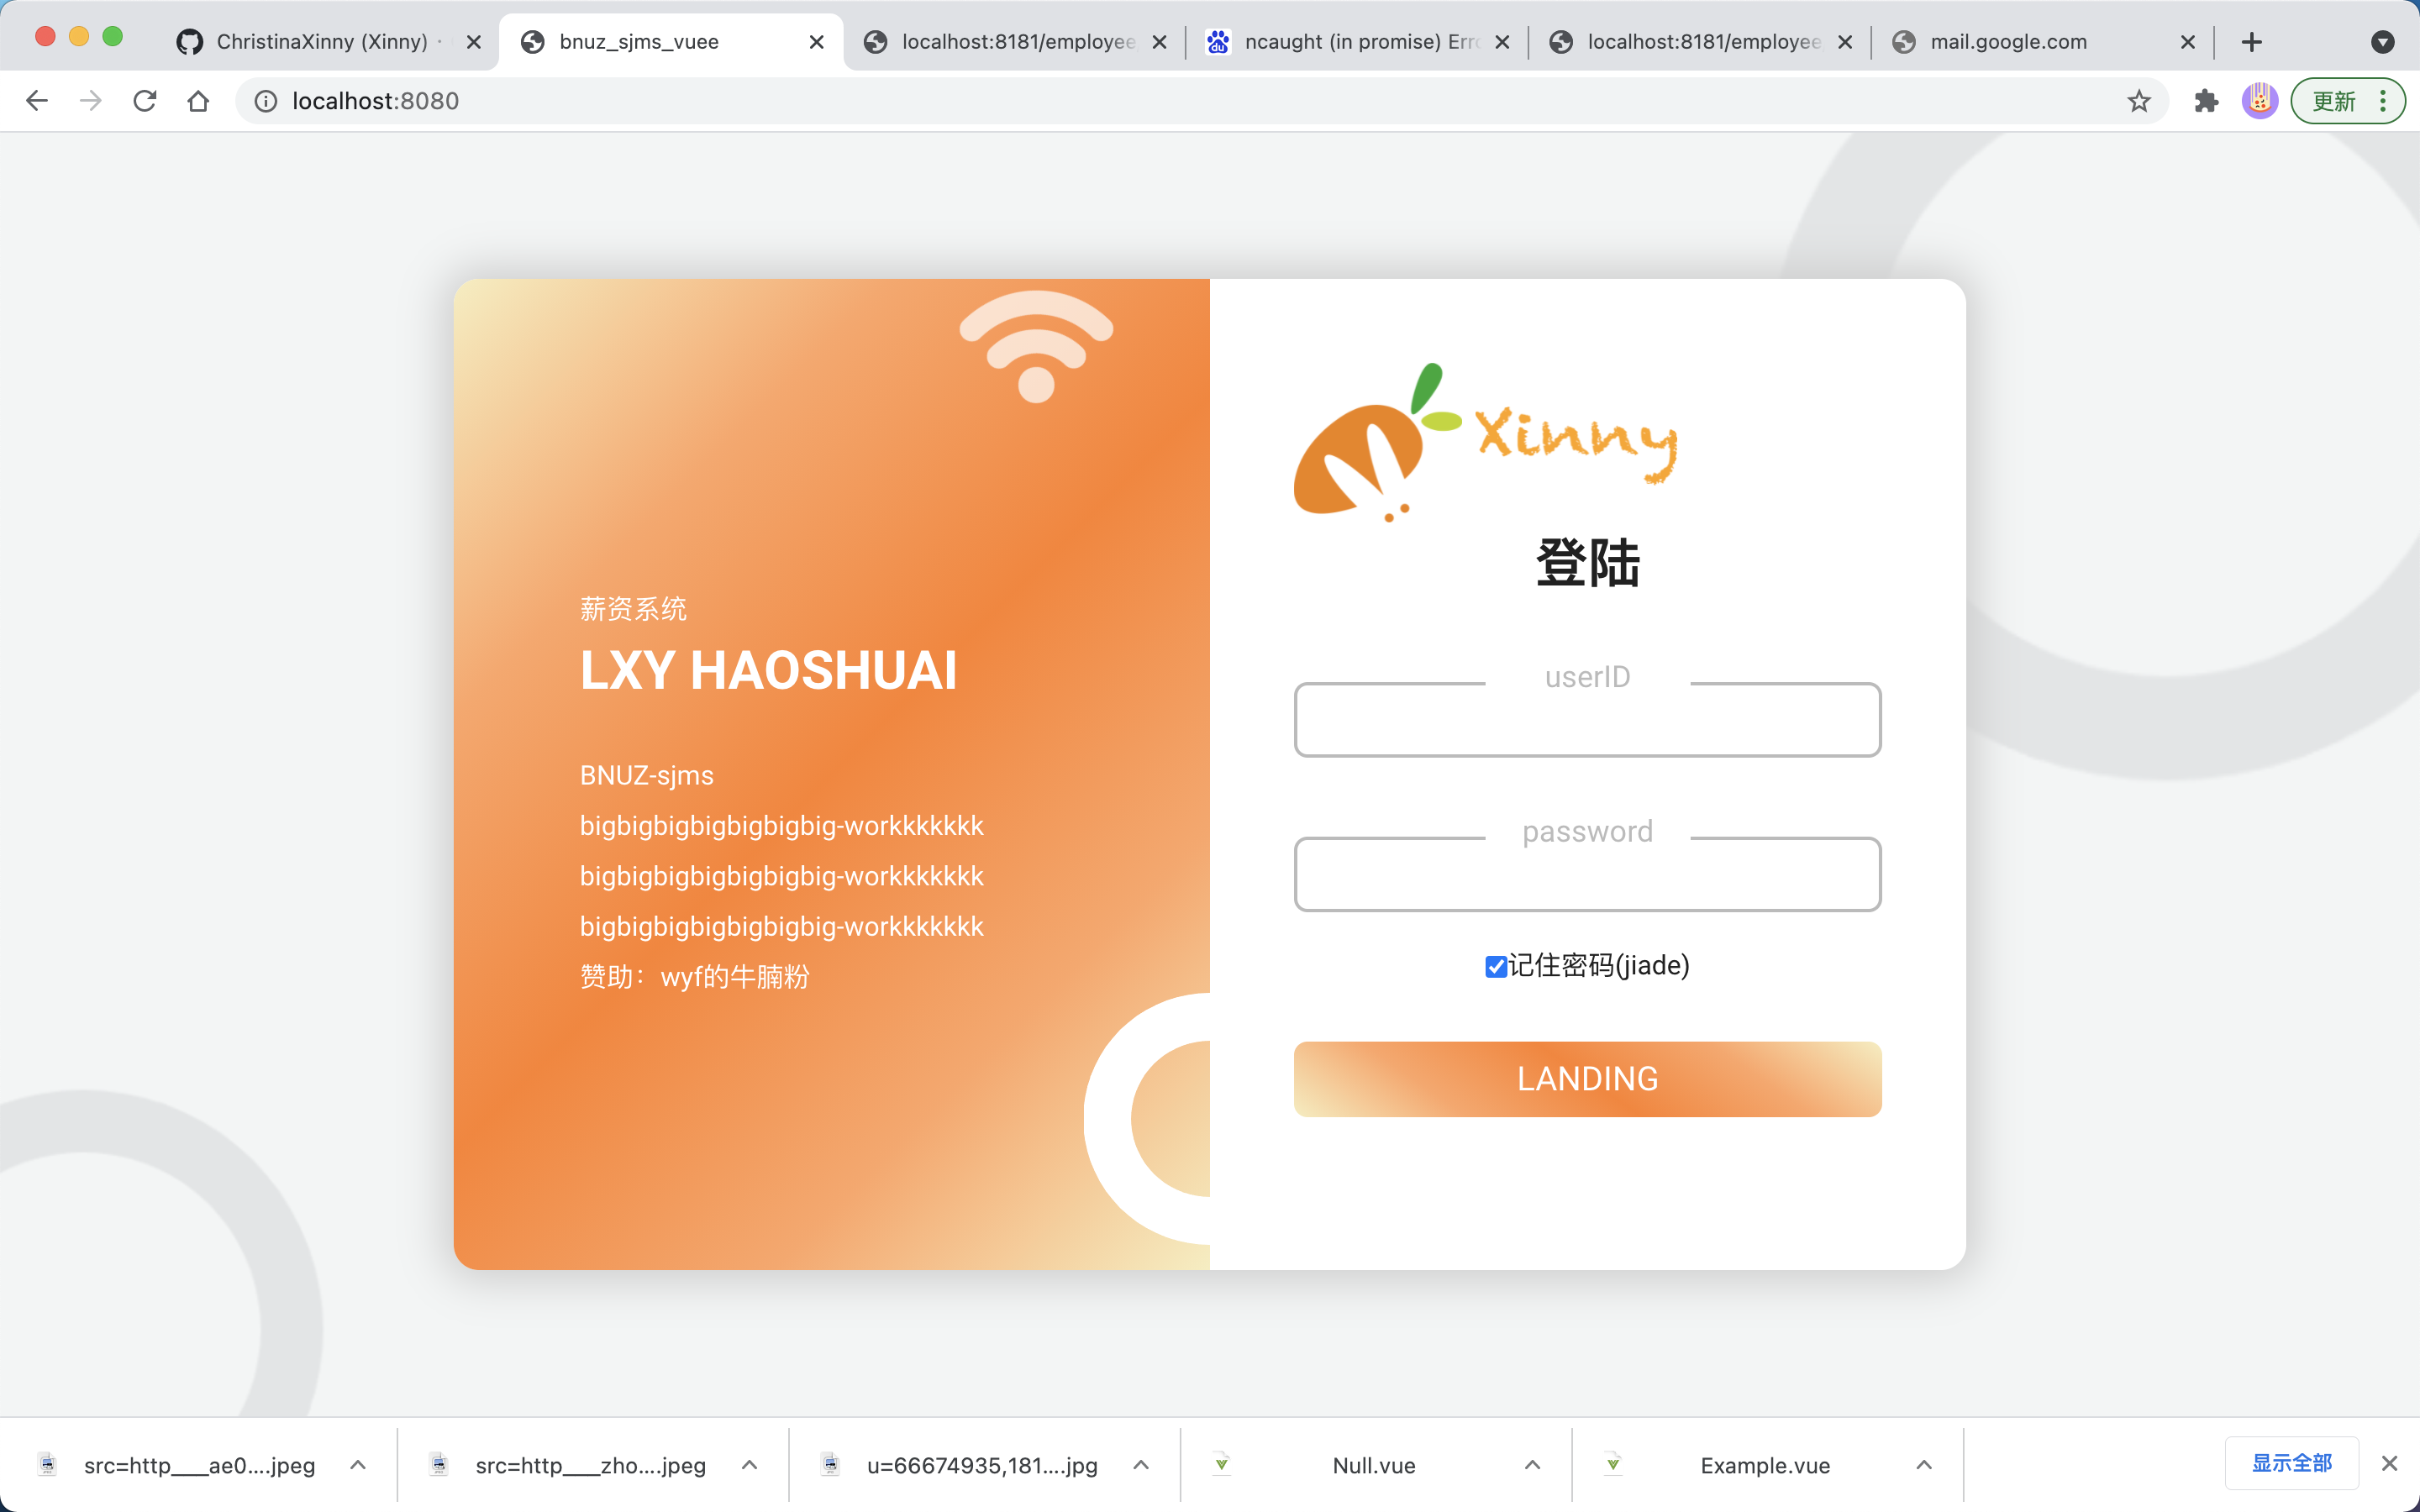 ChristinaXinny (Xinny) ·
bnuz_sjms_vuee
localhost:8181/employee
ncaught (in promise) Erro
localhost:8181/employee
mail.google.com
localhost:8080
更新
Xinny
登陆
薪资系统
LXY HAOSHUAI
BNUZ-sjms
bigbigbigbigbigbigbig-workkkkkkk
bigbigbigbigbigbigbig-workkkkkkk
bigbigbigbigbigbigbig-workkkkkkk
赞助：wyf的牛腩粉
userID
password
记住密码(jiade)
LANDING
src=http___ae0....jpeg
src=http___zho....jpeg
u=66674935,181....jpg
Null.vue
Example.vue
显示全部